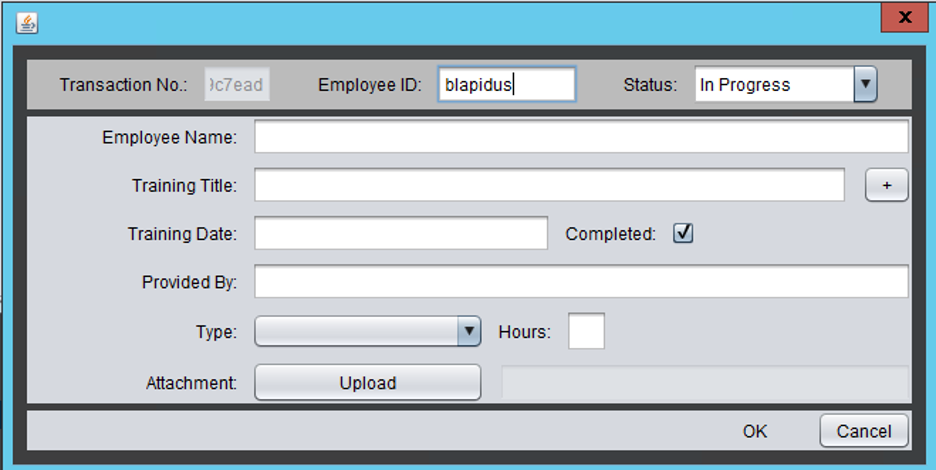 Transaction No.: 9c7ead Employee ID: blapidus Status: In Progress
Employee Name:
Training Title: +
Training Date: Completed:
Provided By:
Type: Hours:
Attachment: Upload
OK Cancel